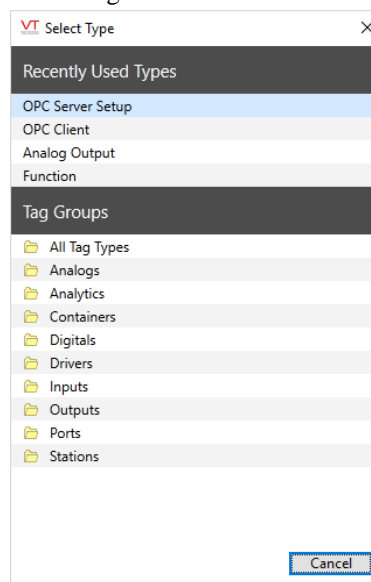 VT Select Type
Recently Used Types
OPC Server Setup
OPC Client
Analog Output
Function
Tag Groups
All Tag Types
Analogs
Analytics
Containers
Digitals
Drivers
Inputs
Outputs
Ports
Stations
Cancel